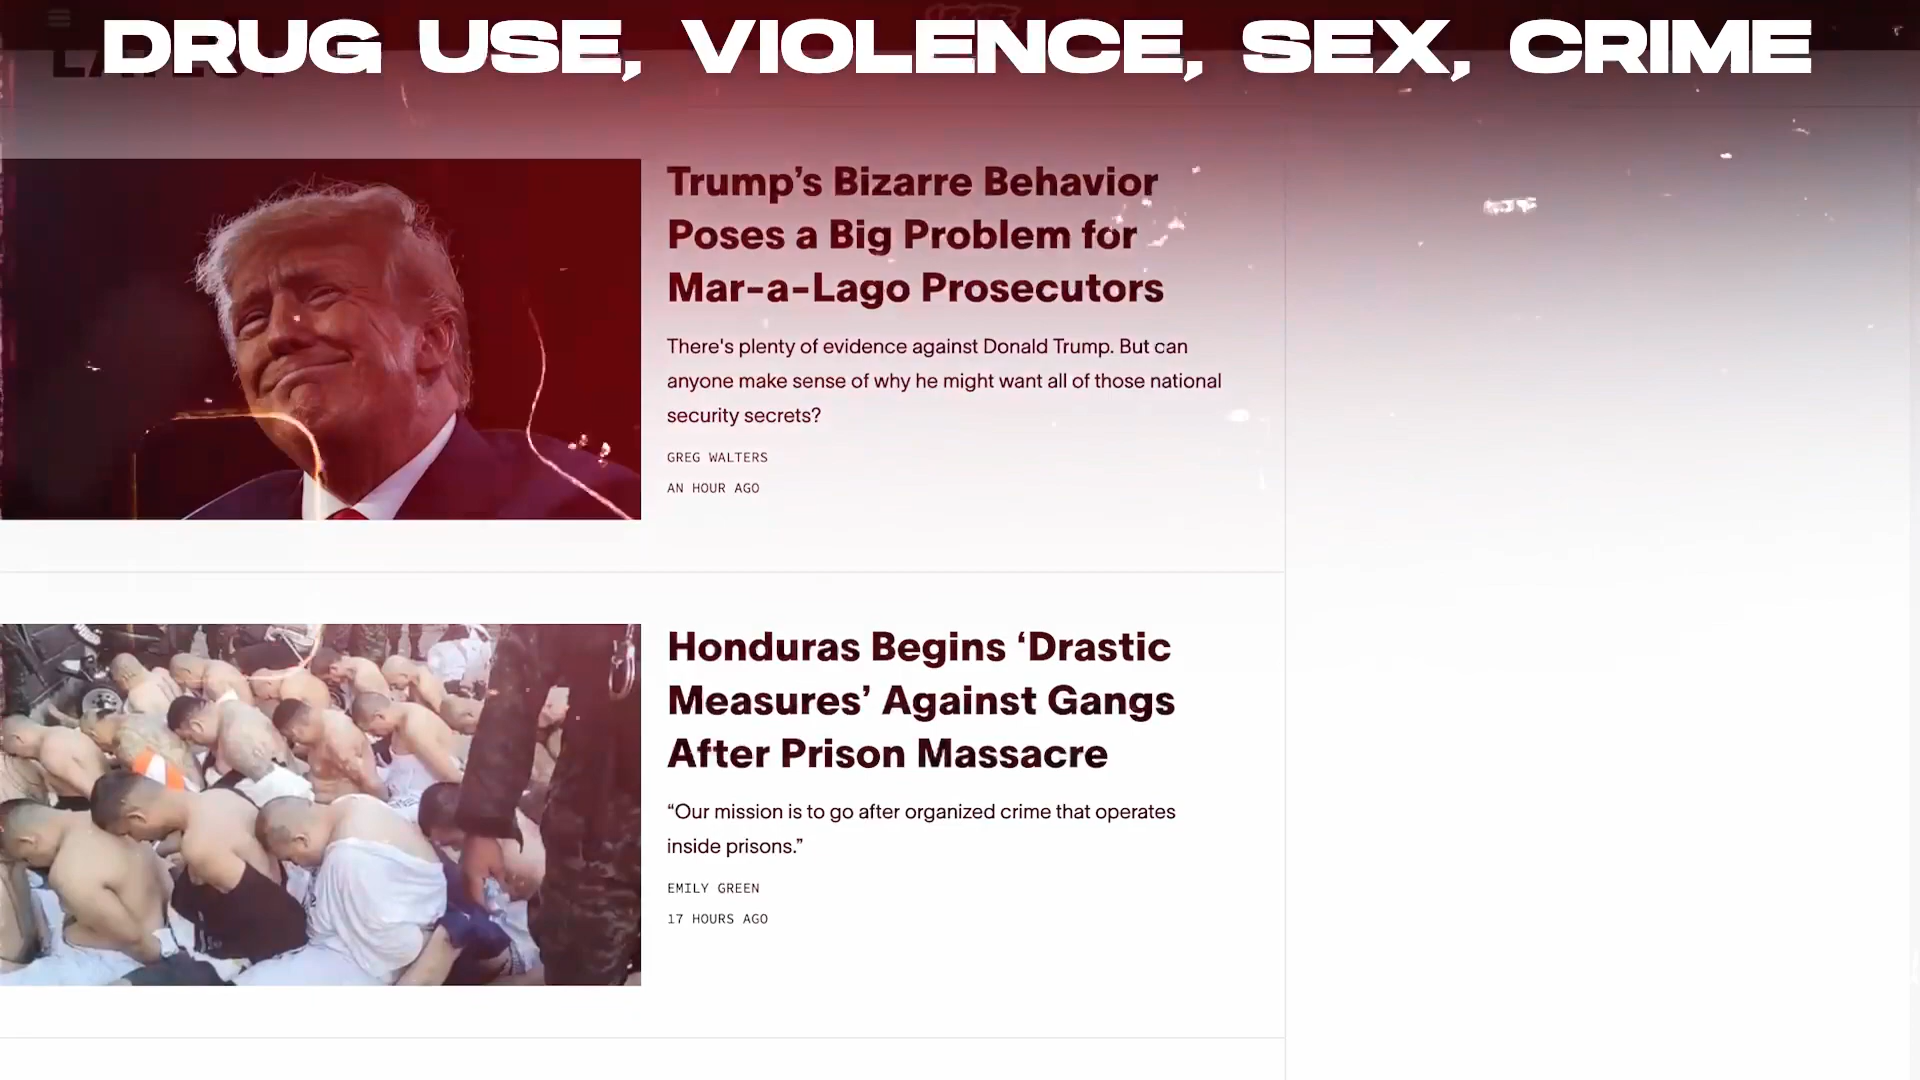 DRUG USE, VIOLENCE, SEX, CRIME
Trump’s Bizarre Behavior
Poses a Big Problem for
Mar-a-Lago Prosecutors
There's plenty of evidence against Donald Trump. But can
anyone make sense of why he might want all of those national
security secrets?
GREG WALTERS
AN HOUR AGO
Honduras Begins ‘Drastic
Measures’ Against Gangs
After Prison Massacre
“Our mission is to go after organized crime that operates
inside prisons.”
EMILY GREEN
17 HOURS AGO